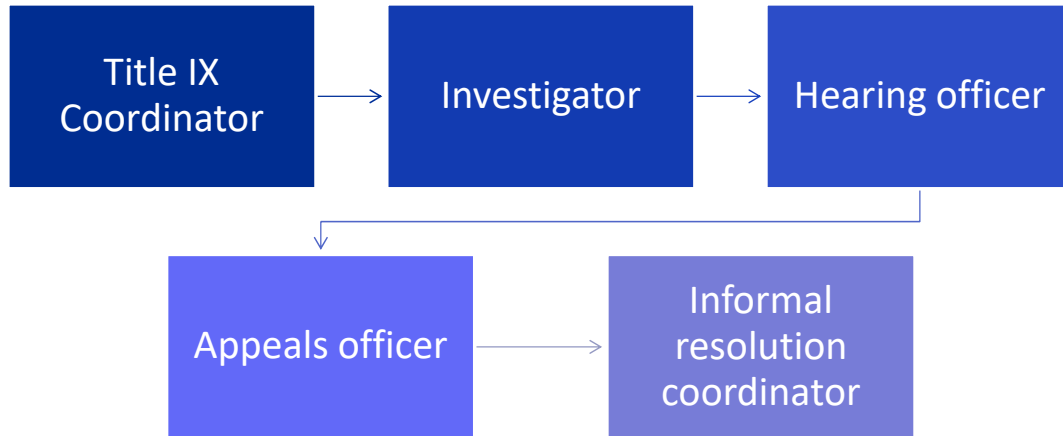 Title IX
Coordinator
Investigator
Hearing officer
Appeals officer
Informal
resolution
coordinator